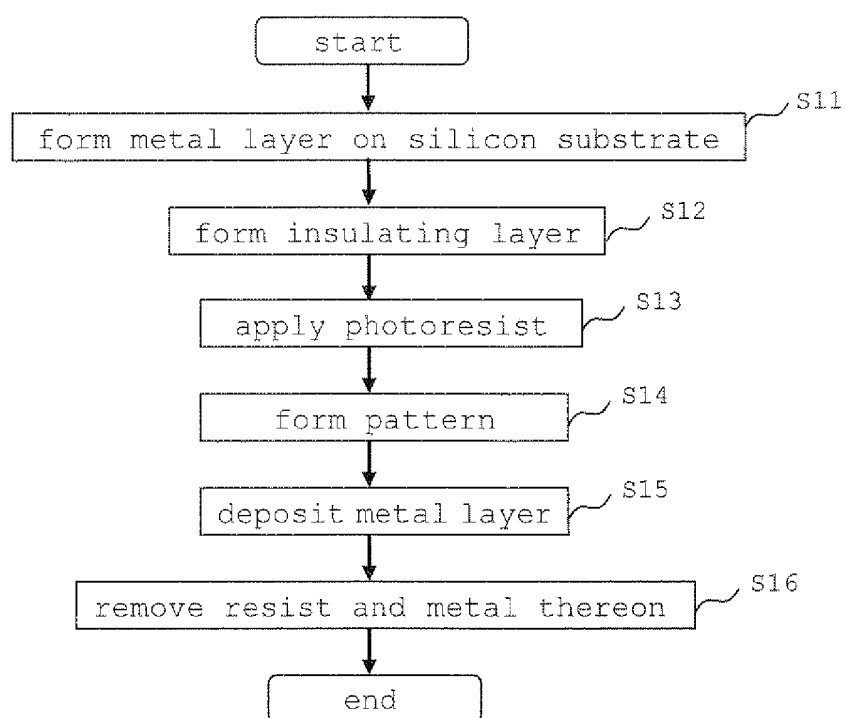 start
S11
form metal layer on silicon substrate
S12
form insulating layer
S13
apply photoresist
S14
form pattern
S15
deposit metal layer
S16
remove resist and metal thereon
end